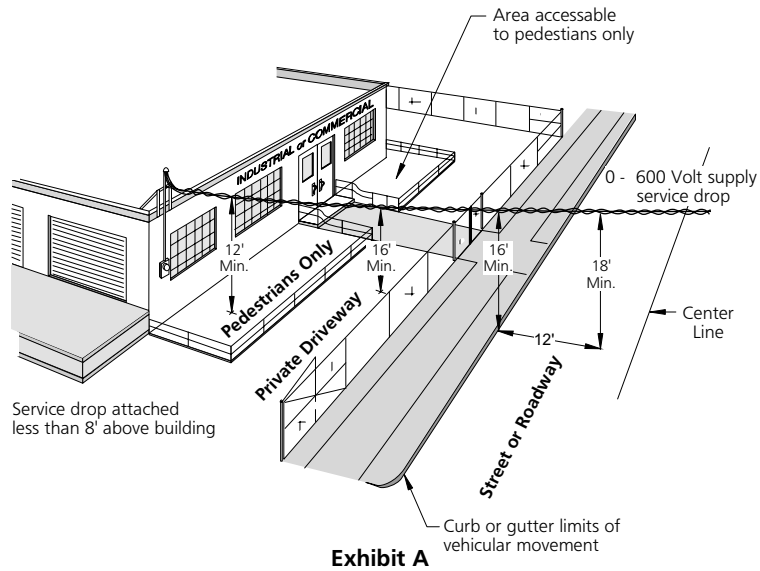 Area accessable
to pedestians only
INDUSTRIAL or COMMERCIAL
0 - 600 Volt supply
service drop
12'
Min.
16'
Min.
16'
Min.
18'
Min.
Pedestrians Only
Private Driveway
12'
Center
Line
Street or Roadway
Service drop attached
less than 8' above building
Curb or gutter limits of
vehicular movement
Exhibit A